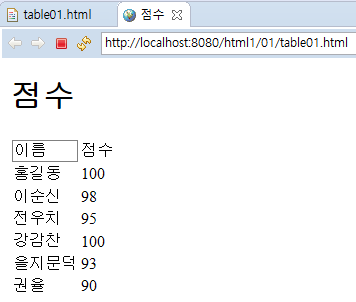 table01.html 점수
http://localhost:8080/html1/01/table01.html
점수
이름 점수
홍길동 100
이순신 98
전우치 95
강감찬 100
을지문덕 93
권율 90